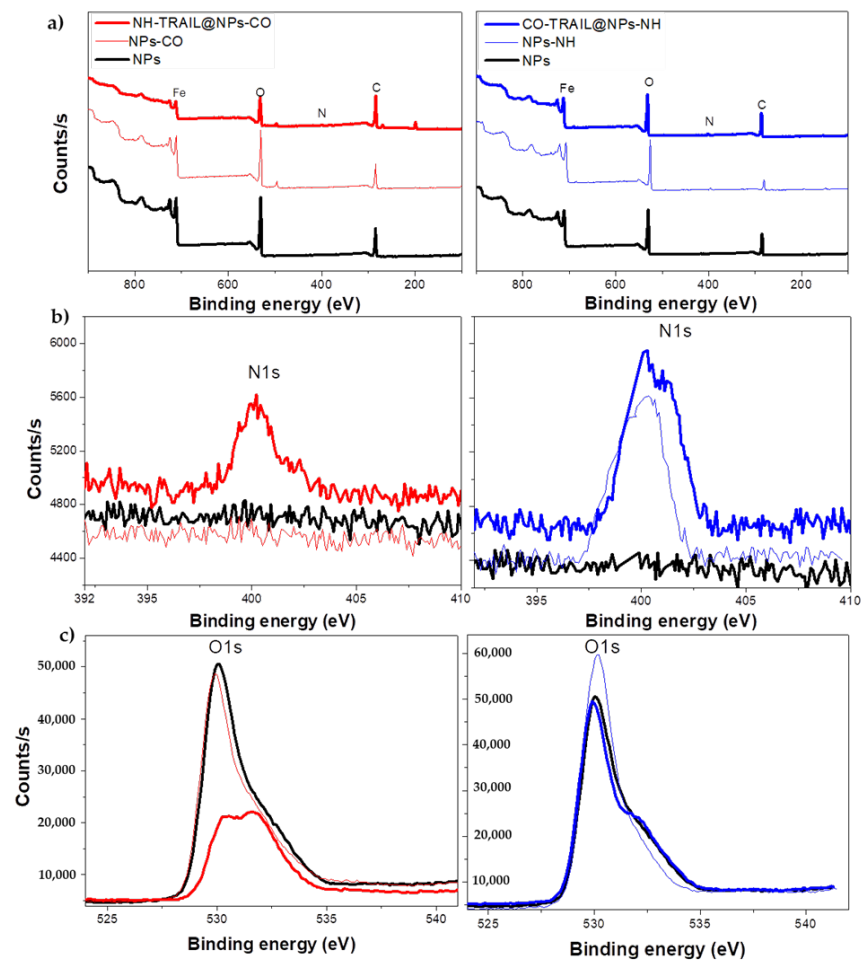 a)
NH-TRAIL@NPs-CO
NPs-CO
NPs
Fe
O
N
C
Counts/s
800 600 400 200
Binding energy (eV)
CO-TRAIL@NPs-NH
NPs-NH
NPs
Fe
O
N
C
800 600 400 200
Binding energy (eV)
b)
6000
5600
5200
4800
4400
N1s
Counts/s
392 395 400 405 410
Binding energy (eV)
N1s
395 400 405 410
Binding energy (eV)
c)
O1s
50,000
40,000
30,000
20,000
10,000
Counts/s
525 530 535 540
Binding energy (eV)
O1s
60,000
50,000
40,000
30,000
20,000
10,000
525 530 535 540
Binding energy (eV)